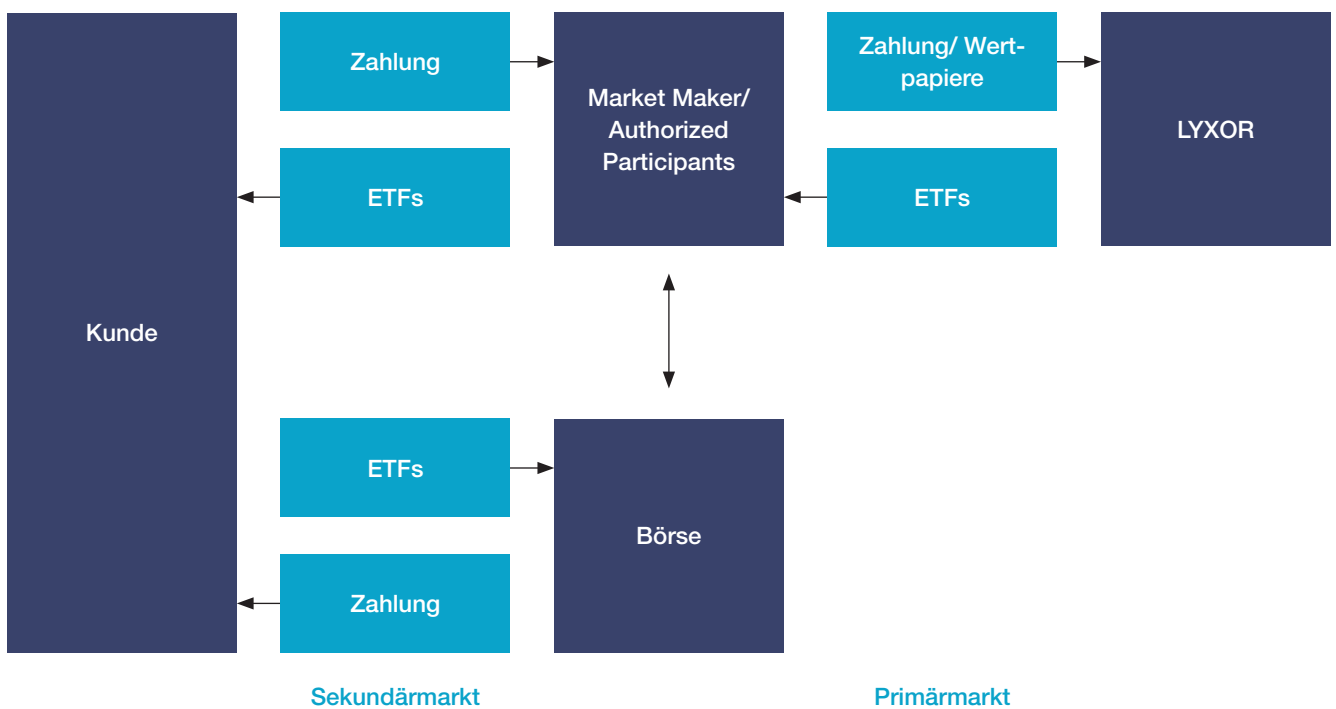 Kunde
Zahlung
ETFs
Market Maker/
Authorized
Participants
Zahlung/ Wert-
papiere
ETFs
LYXOR
ETFs
Zahlung
Börse
Sekundärmarkt
Primärmarkt